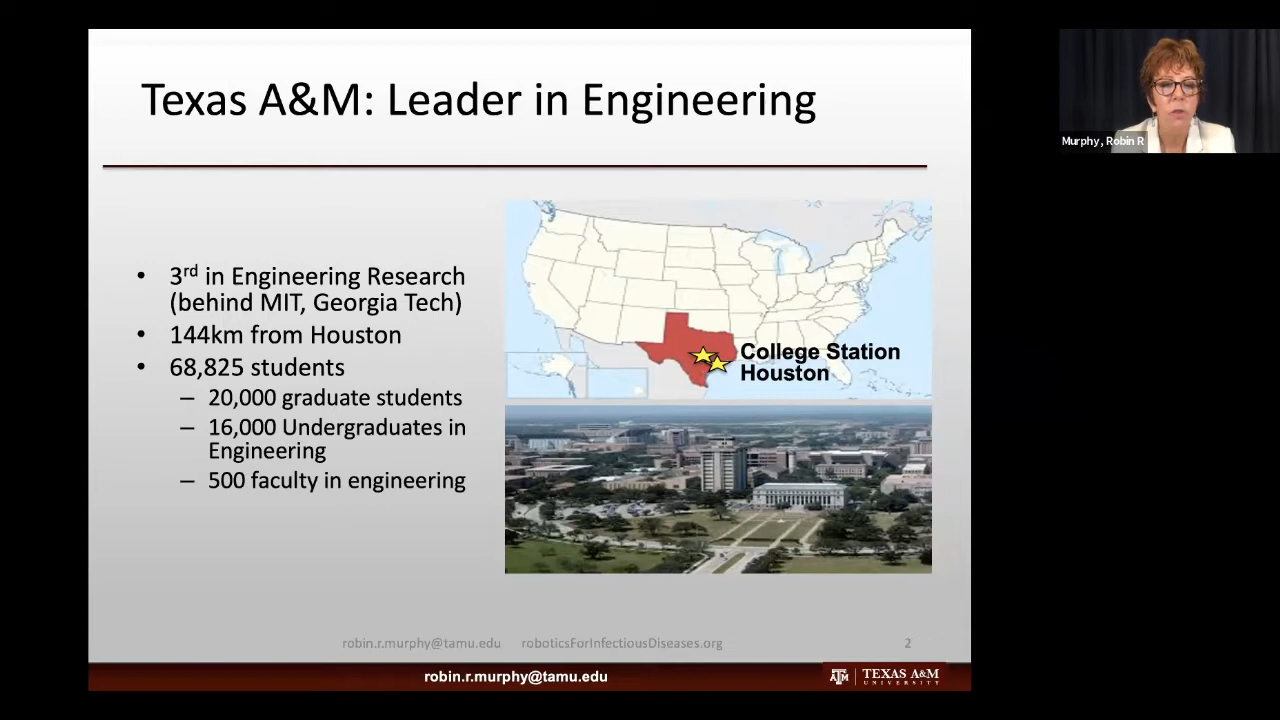 Texas A&M: Leader in Engineering
• 3rd in Engineering Research
(behind MIT, Georgia Tech)
• 144km from Houston
• 68,825 students
– 20,000 graduate students
– 16,000 Undergraduates in
Engineering
– 500 faculty in engineering
College Station
Houston
robin.r.murphy@tamu.edu roboticsForInfectiousDiseases.org 2
robin.r.murphy@tamu.edu
ATM TEXAS A&M
UNIVERSITY
Murphy, Robin R